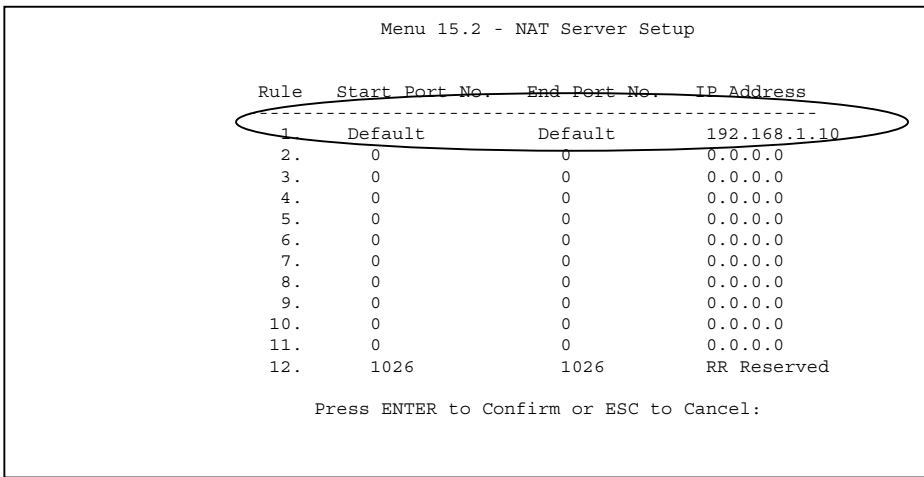 Menu 15.2 - NAT Server Setup
Rule Start Port No. End Port No. IP Address
---------------------------------------------------
1. Default Default 192.168.1.10
2. 0 0 0.0.0.0
3. 0 0 0.0.0.0
4. 0 0 0.0.0.0
5. 0 0 0.0.0.0
6. 0 0 0.0.0.0
7. 0 0 0.0.0.0
8. 0 0 0.0.0.0
9. 0 0 0.0.0.0
10. 0 0 0.0.0.0
11. 0 0 0.0.0.0
12. 1026 1026 RR Reserved
Press ENTER to Confirm or ESC to Cancel: